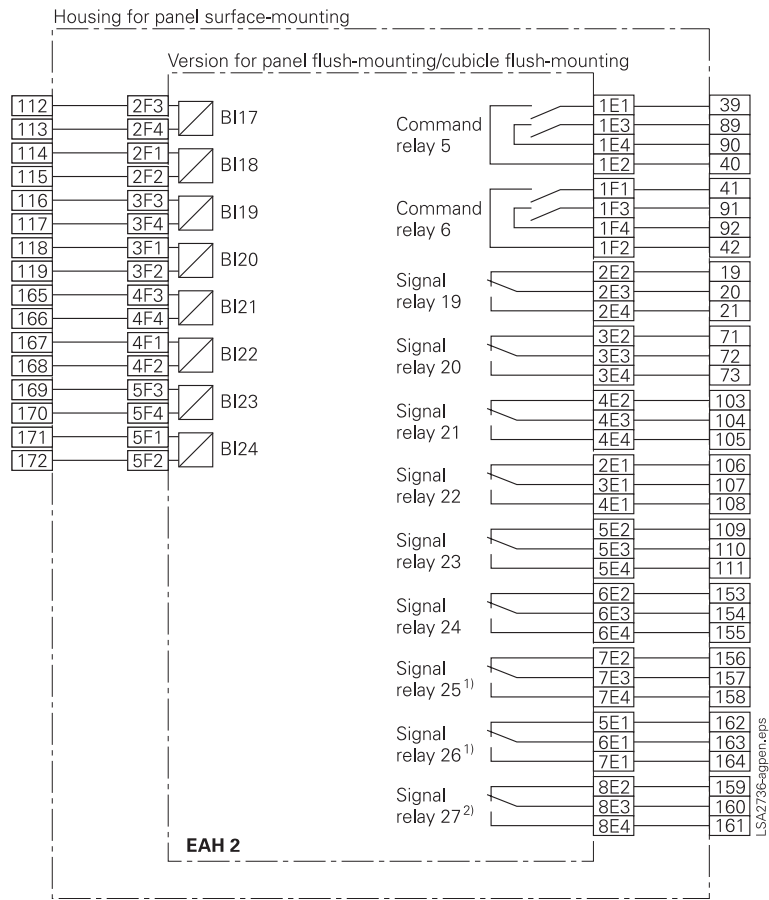 Housing for panel surface-mounting
Version for panel flush-mounting/cubicle flush-mounting
112 2F3
113 2F4
BI17
114 2F1
115 2F2
BI18
116 3F3
117 3F4
BI19
118 3F1
119 3F2
BI20
165 4F3
166 4F4
BI21
167 4F1
168 4F2
BI22
169 5F3
170 5F4
BI23
171 5F1
172 5F2
BI24
Command
relay 5
1E1 39
1E3 89
1E4 90
1E2 40
Command
relay 6
1F1 41
1F3 91
1F4 92
1F2 42
Signal
relay 19
2E2 19
2E3 20
2E4 21
Signal
relay 20
3E2 71
3E3 72
3E4 73
Signal
relay 21
4E2 103
4E3 104
4E4 105
Signal
relay 22
2E1 106
3E1 107
4E1 108
Signal
relay 23
5E2 109
5E3 110
5E4 111
Signal
relay 24
6E2 153
6E3 154
6E4 155
Signal
relay 25 1)
7E2 156
7E3 157
7E4 158
Signal
relay 26 1)
5E1 162
6E1 163
7E1 164
Signal
relay 27 2)
8E2 159
8E3 160
8E4 161
EAH 2
LSA2736-agpen.eps